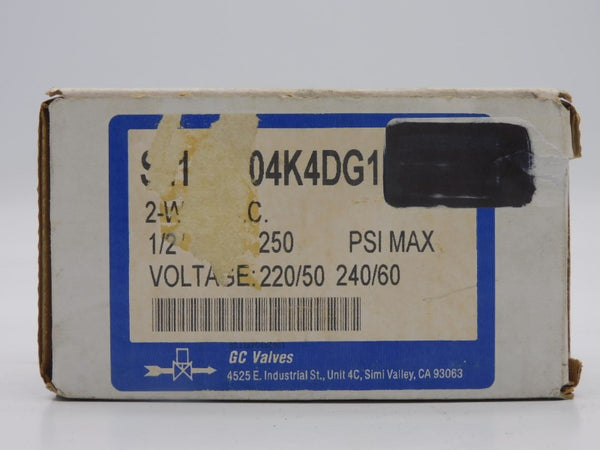 04K4DG1
1/2" 250 PSI MAX
VOLTAGE: 220/50 240/60
GC Valves
4525 E. Industrial St., Unit 4C, Simi Valley, CA 93063